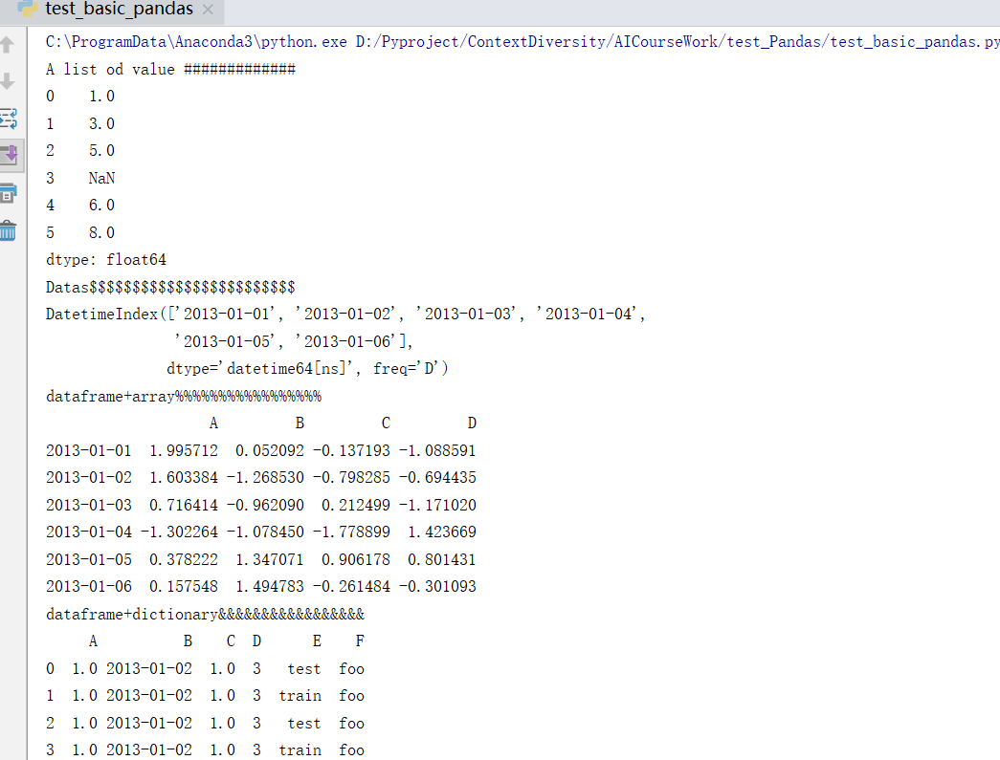 test_basic_pandas ×
C:\ProgramData\Anaconda3\python.exe D:/Pyproject/ContextDiversity/AICourseWork/test_Pandas/test_basic_pandas.py
A list od value #############
0    1.0
1    3.0
2    5.0
3    NaN
4    6.0
5    8.0
dtype: float64
Datas$$$$$$$$$$$$$$$$$$$$$$$$
DatetimeIndex(['2013-01-01', '2013-01-02', '2013-01-03', '2013-01-04',
               '2013-01-05', '2013-01-06'],
              dtype='datetime64[ns]', freq='D')
dataframe+array%%%%%%%%%%%%%%%%%
                   A         B         C         D
2013-01-01  1.995712  0.052092 -0.137193 -1.088591
2013-01-02  1.603384 -1.268530 -0.798285 -0.694435
2013-01-03  0.716414 -0.962090  0.212499 -1.171020
2013-01-04 -1.302264 -1.078450 -1.778899  1.423669
2013-01-05  0.378222  1.347071  0.906178  0.801431
2013-01-06  0.157548  1.494783 -0.261484 -0.301093
dataframe+dictionary&&&&&&&&&&&&&&&&&
     A          B    C  D      E    F
0  1.0 2013-01-02  1.0  3   test  foo
1  1.0 2013-01-02  1.0  3  train  foo
2  1.0 2013-01-02  1.0  3   test  foo
3  1.0 2013-01-02  1.0  3  train  foo